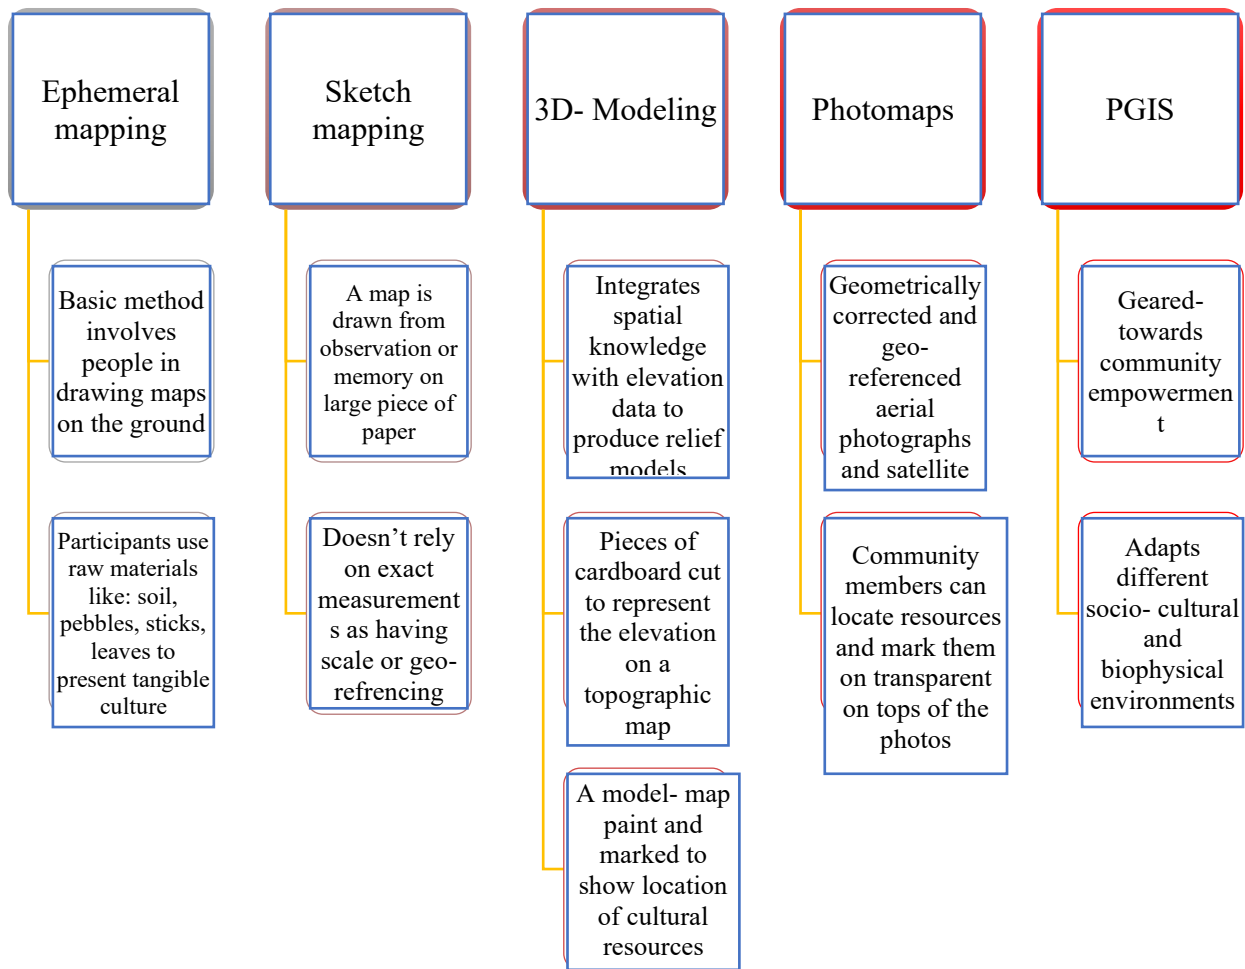 Ephemeral
mapping
Basic method
involves
people in
drawing maps
on the ground
Participants use
raw materials
like: soil,
pebbles, sticks,
leaves to
present tangible
culture
Sketch
mapping
A map is
drawn from
observation or
memory on
large piece of
paper
Doesn’t rely
on exact
measurement
s as having
scale or geo-
refrencing
3D- Modeling
Integrates
spatial
knowledge
with elevation
data to
produce relief
models
Pieces of
cardboard cut
to represent
the elevation
on a
topographic
map
A model- map
paint and
marked to
show location
of cultural
resources
Photomaps
Geometrically
corrected and
geo-
referenced
aerial
photographs
and satellite
Community
members can
locate resources
and mark them
on transparent
on tops of the
photos
PGIS
Geared-
towards
community
empowermen
t
Adapts
different
socio- cultural
and
biophysical
environments